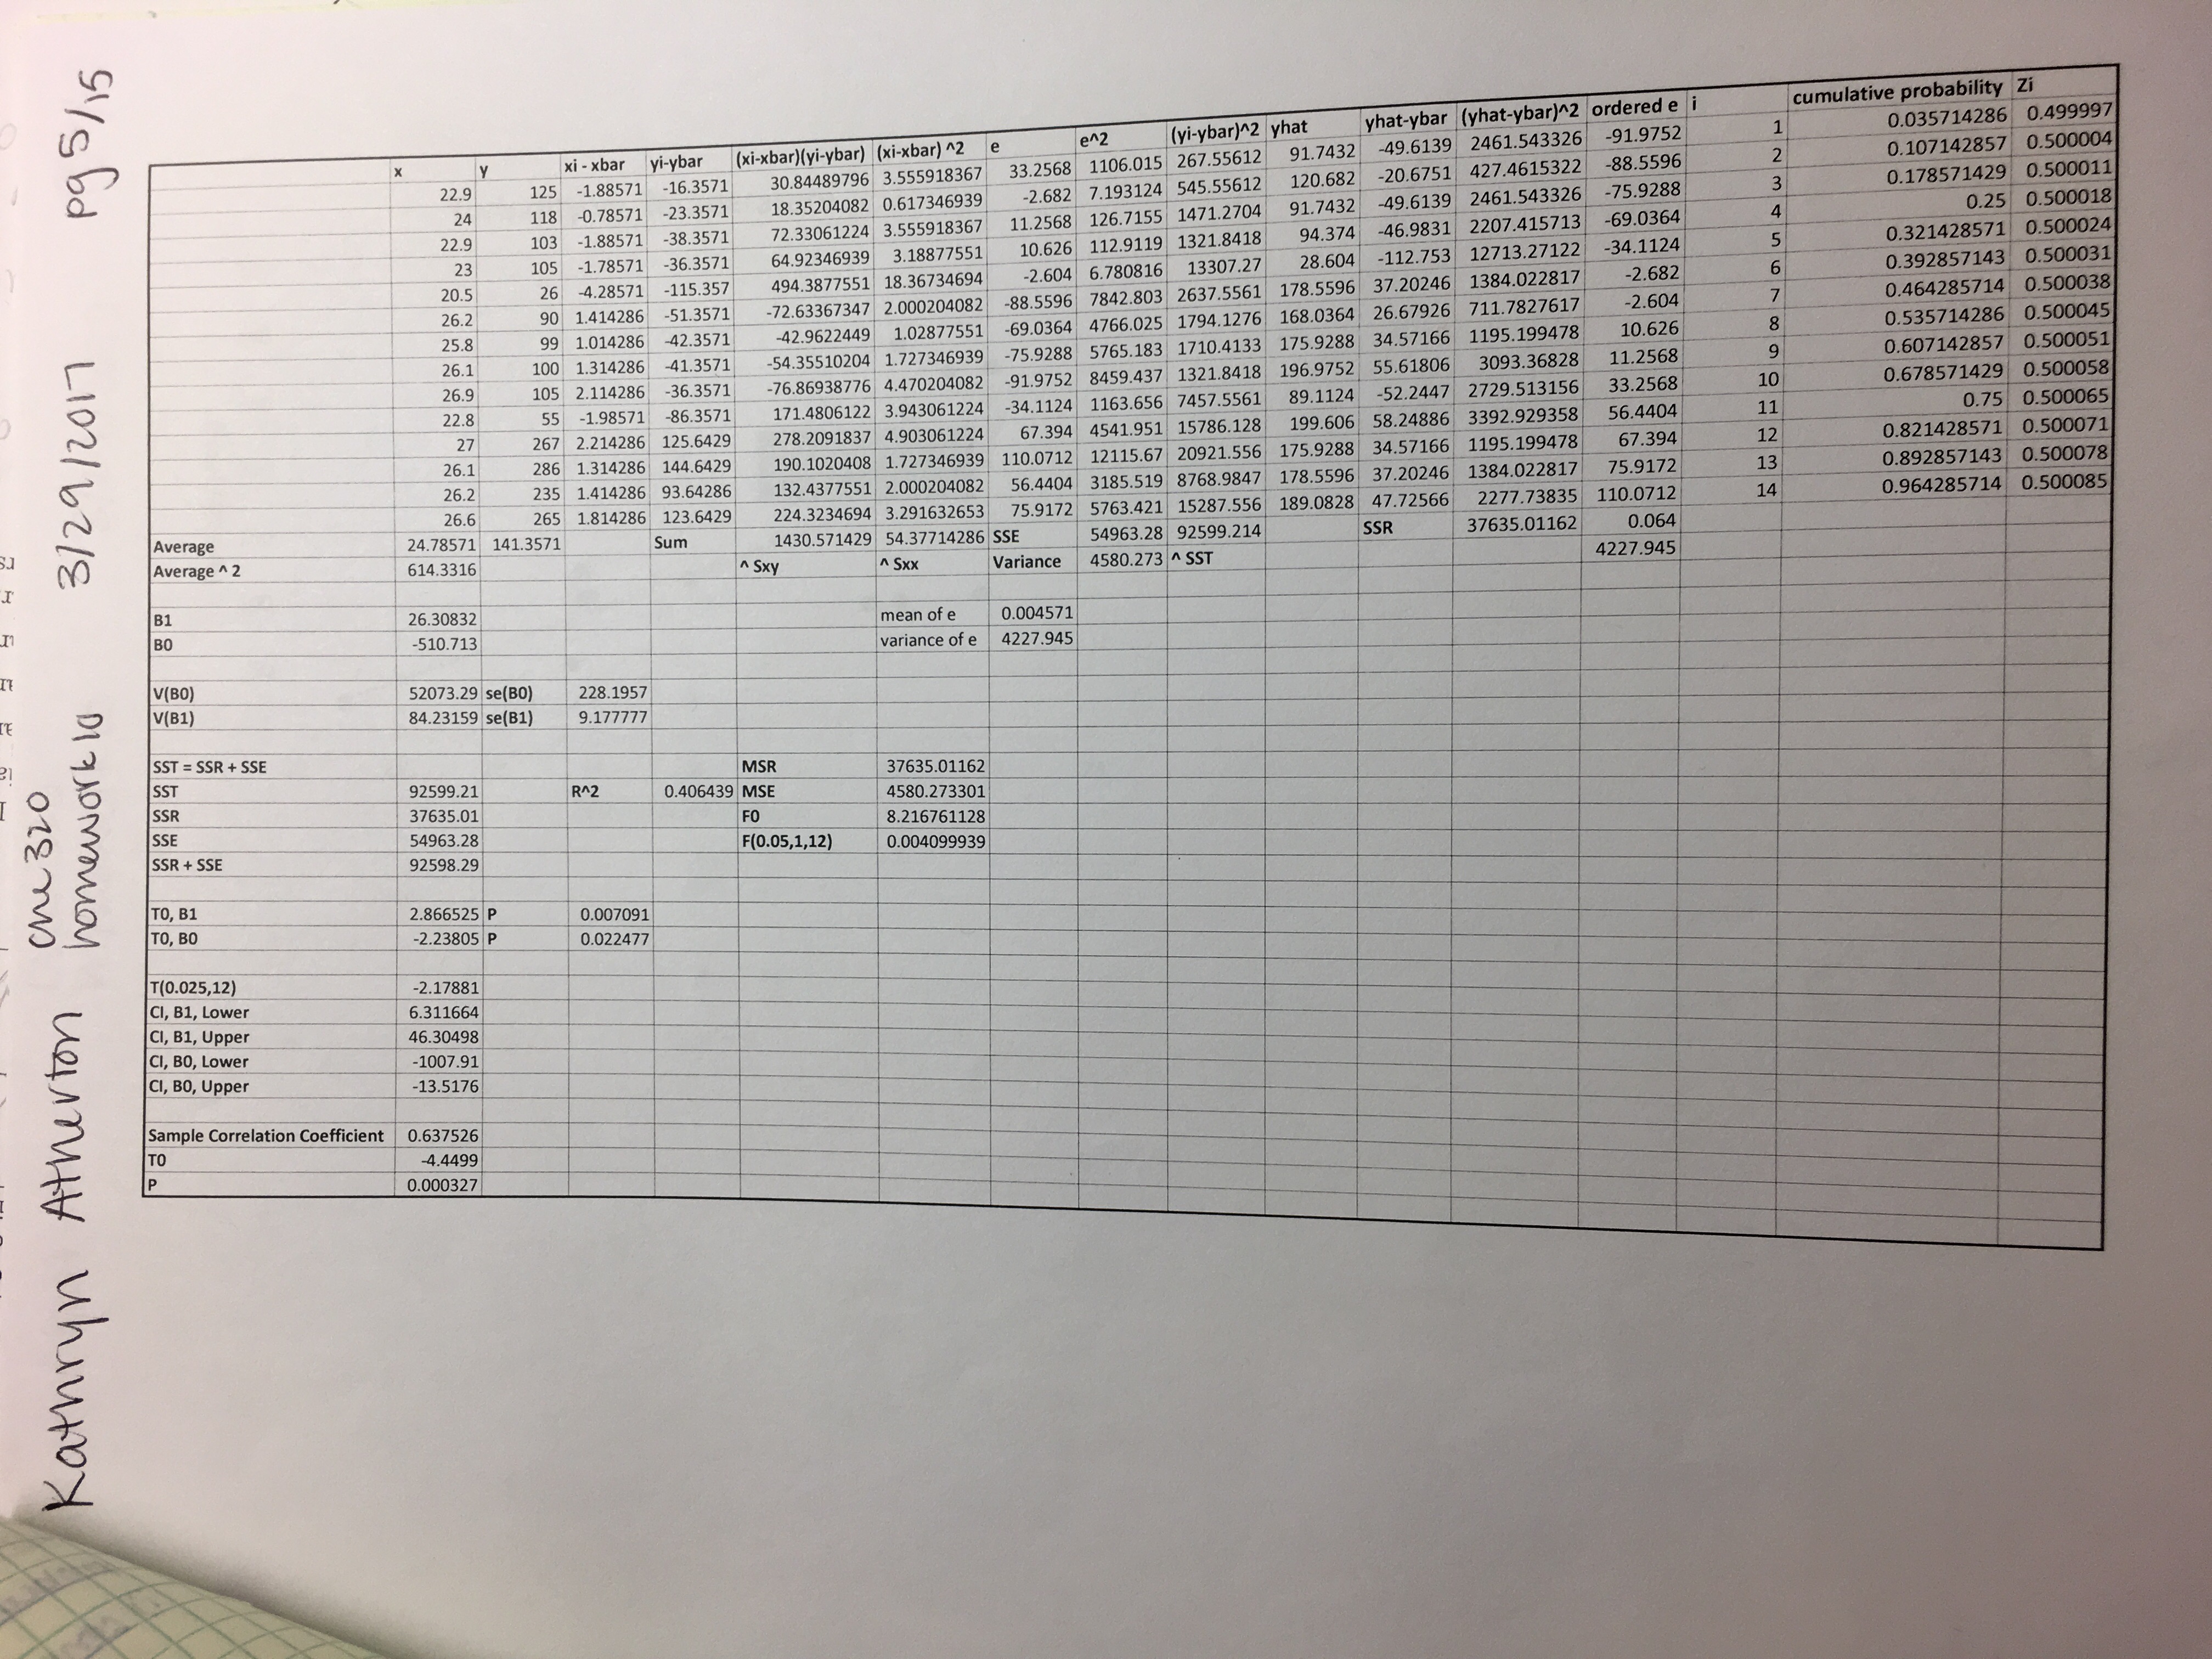 Kathryn Atherton che 320 homework 10 3/29/2017 pg 5/15
x y xi - xbar yi-ybar (xi-xbar)(yi-ybar) (xi-xbar)^2 e e^2 (yi-ybar)^2 yhat yhat-ybar (yhat-ybar)^2 ordered e i cumulative probability Zi
22.9 125 -1.88571 -16.3571 30.84489796 3.555918367 33.2568 1106.015 267.55612 91.7432 -49.6139 2461.543326 -91.9752 1 0.035714286 0.499997
24 118 -0.78571 -23.3571 18.35204082 0.617346939 -2.682 7.193124 545.55612 120.682 -20.6751 427.4615322 -88.5596 2 0.107142857 0.500004
22.9 103 -1.88571 -38.3571 72.33061224 3.555918367 11.2568 126.7155 1471.2704 91.7432 -49.6139 2461.543326 -75.9288 3 0.178571429 0.500011
23 105 -1.78571 -36.3571 64.92346939 3.18877551 10.626 112.9119 1321.8418 94.374 -46.9831 2207.415713 -69.0364 4 0.25 0.500018
20.5 26 -4.28571 -115.357 494.3877551 18.36734694 -2.604 6.780816 13307.27 28.604 -112.753 12713.27122 -34.1124 5 0.321428571 0.500024
26.2 90 1.414286 -51.3571 -72.63367347 2.000204082 -88.5596 7842.803 2637.5561 178.5596 37.20246 1384.022817 -2.682 6 0.392857143 0.500031
25.8 99 1.014286 -42.3571 -42.9622449 1.02877551 -69.0364 4766.025 1794.1276 168.0364 26.67926 711.7827617 -2.604 7 0.464285714 0.500038
26.1 100 1.314286 -41.3571 -54.35510204 1.727346939 -75.9288 5765.183 1710.4133 175.9288 34.57166 1195.199478 10.626 8 0.535714286 0.500045
26.9 105 2.114286 -36.3571 -76.86938776 4.470204082 -91.9752 8459.437 1321.8418 196.9752 55.61806 3093.36828 11.2568 9 0.607142857 0.500051
22.8 55 -1.98571 -86.3571 171.4806122 3.943061224 -34.1124 1163.656 7457.5561 89.1124 -52.2447 2729.513156 33.2568 10 0.678571429 0.500058
27 267 2.214286 125.6429 278.2091837 4.903061224 67.394 4541.951 15786.128 199.606 58.24886 3392.929358 56.4404 11 0.75 0.500065
26.1 286 1.314286 144.6429 190.1020408 1.727346939 110.0712 12115.67 20921.556 175.9288 34.57166 1195.199478 67.394 12 0.821428571 0.500071
26.2 235 1.414286 93.64286 132.4377551 2.000204082 56.4404 3185.519 8768.9847 178.5596 37.20246 1384.022817 75.9172 13 0.892857143 0.500078
26.6 265 1.814286 123.6429 224.3234694 3.291632653 75.9172 5763.421 15287.556 189.0828 47.72566 2277.73835 110.0712 14 0.964285714 0.500085
Average 24.78571 141.3571 Sum 1430.571429 54.37714286 SSE 54963.28 92599.214 SSR 37635.01162 0.064
Average ^ 2 614.3316 ^ Sxy ^ Sxx Variance 4580.273 ^ SST 4227.945
B1 26.30832 mean of e 0.004571
B0 -510.713 variance of e 4227.945
V(B0) 52073.29 se(B0) 228.1957
V(B1) 84.23159 se(B1) 9.177777
SST = SSR + SSE MSR 37635.01162
SST 92599.21 R^2 0.406439 MSE 4580.273301
SSR 37635.01 F0 8.216761128
SSE 54963.28 F(0.05,1,12) 0.004099939
SSR + SSE 92598.29
T0, B1 2.866525 P 0.007091
T0, B0 -2.23805 P 0.022477
T(0.025,12) -2.17881
CI, B1, Lower 6.311664
CI, B1, Upper 46.30498
CI, B0, Lower -1007.91
CI, B0, Upper -13.5176
Sample Correlation Coefficient 0.637526
T0 -4.4499
P 0.000327